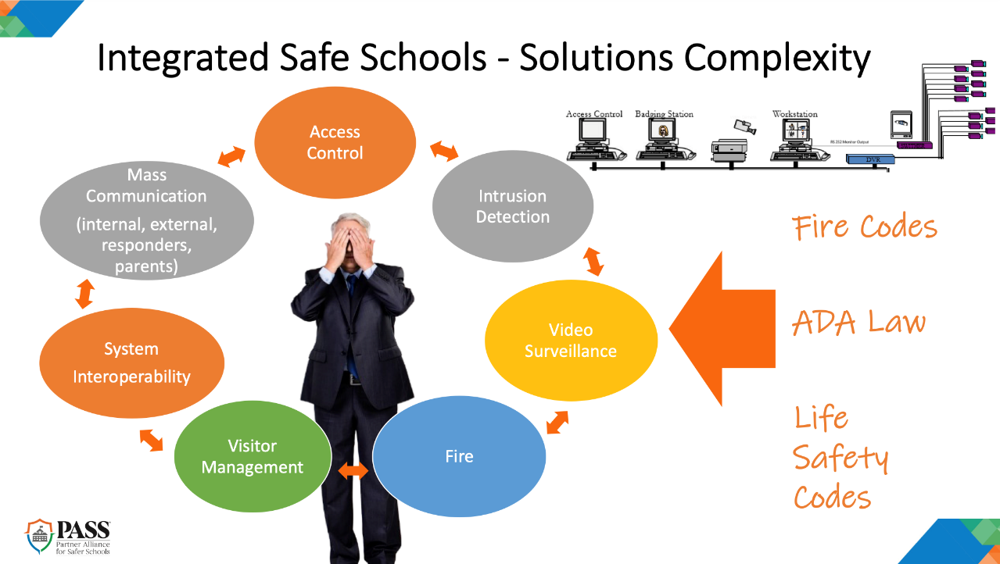 Integrated Safe Schools - Solutions Complexity
Access
Control
Mass
Communication
(internal, external,
responders,
parents)
Intrusion
Detection
System
Interoperability
Video
Surveillance
Visitor
Management
Fire
Access Control
Badging Station
Workstation
RS 232 Monitor Output
DVR
Fire Codes
ADA Law
Life
Safety
Codes
PASS
Partner Alliance
for Safer Schools